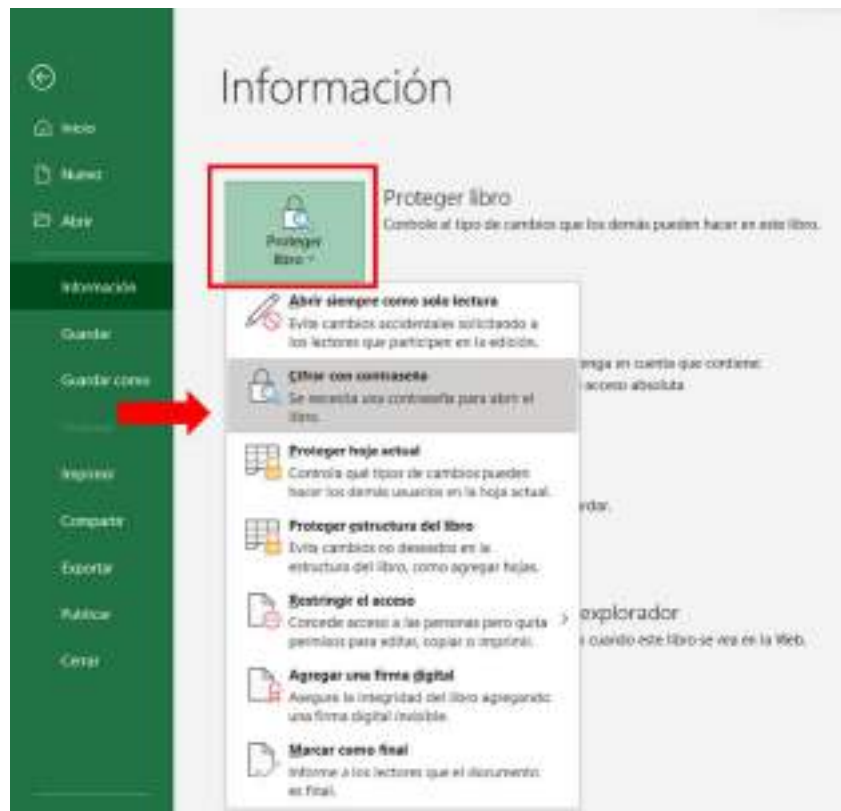 Información
Inicio
Nuevo
Abrir
Información
Guardar
Guardar como
Imprimir
Compartir
Exportar
Publicar
Cerrar
Proteger
libro
Proteger libro
Controle el tipo de cambios que los demás pueden hacer en este libro.
Abrir siempre como solo lectura
Evite cambios accidentales solicitando a
los lectores que participen en la edición.
Cifrar con contraseña
Se necesita una contraseña para abrir el
libro.
Proteger hoja actual
Controla qué tipos de cambios pueden
hacer los demás usuarios en la hoja actual.
Proteger estructura del libro
Evita cambios no deseados en la
estructura del libro, como agregar hojas.
Restringir el acceso
Concede acceso a las personas pero quita
permisos para editar, copiar o imprimir.
Agregar una firma digital
Asegure la integridad del libro agregando
una firma digital invisible.
Marcar como final
Informe a los lectores que el documento
es final.
enga en cuenta que contiene:
acceso absoluta
rdar.
explorador
cuando este libro se vea en la Web.